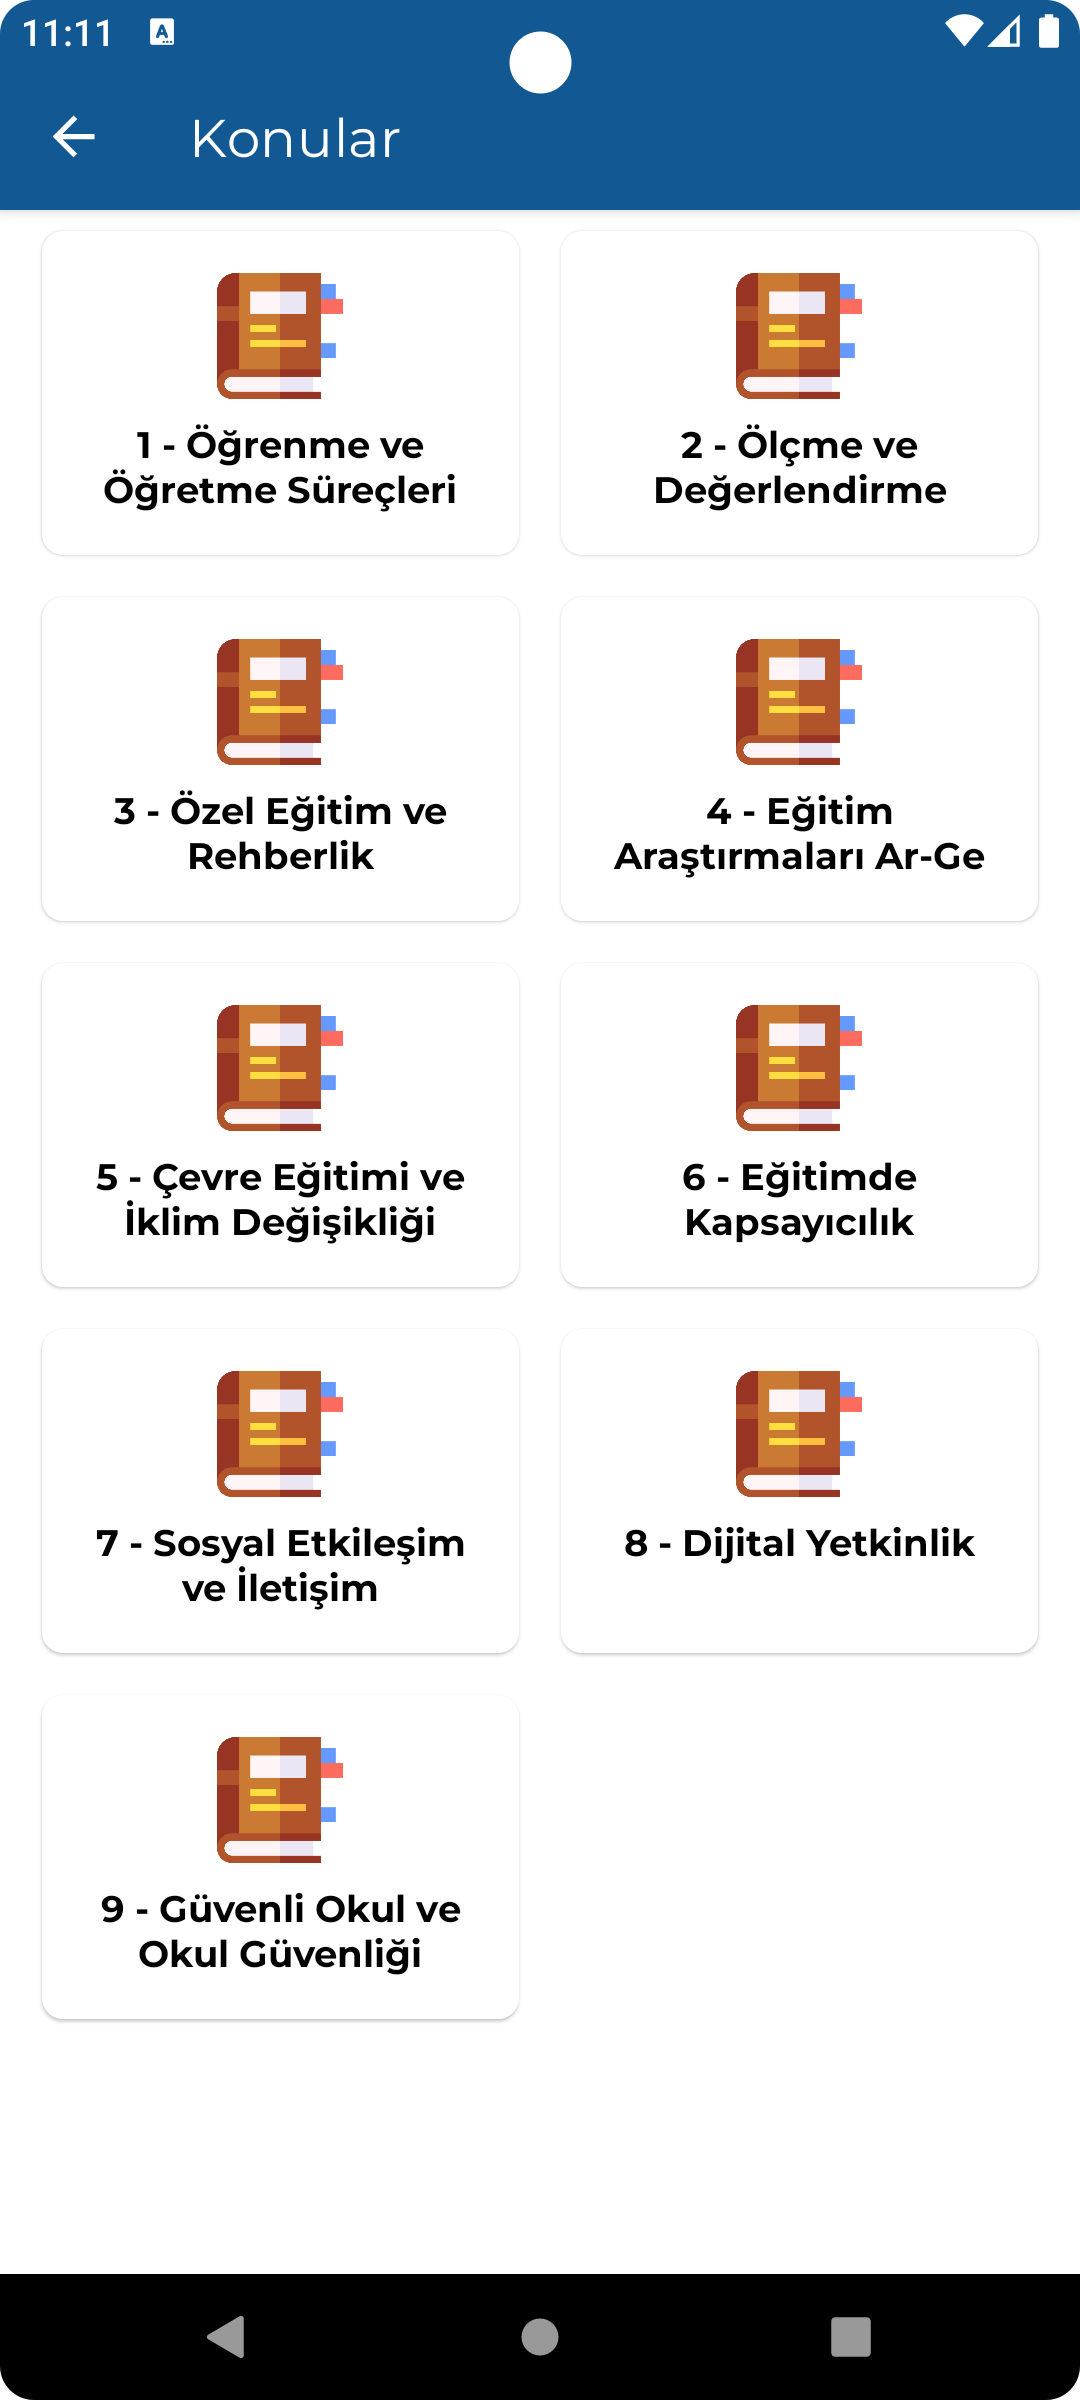 11:11
Konular
1 - Öğrenme ve
Öğretme Süreçleri
2 - Ölçme ve
Değerlendirme
3 - Özel Eğitim ve
Rehberlik
4 - Eğitim
Araştırmaları Ar-Ge
5 - Çevre Eğitimi ve
İklim Değişikliği
6 - Eğitimde
Kapsayıcılık
7 - Sosyal Etkileşim
ve İletişim
8 - Dijital Yetkinlik
9 - Güvenli Okul ve
Okul Güvenliği